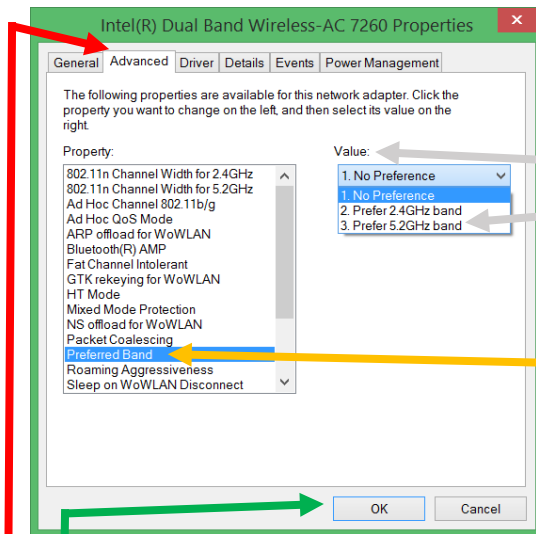 Intel(R) Dual Band Wireless-AC 7260 Properties
General Advanced Driver Details Events Power Management
The following properties are available for this network adapter. Click the
property you want to change on the left, and then select its value on the
right.
Property:
802.11n Channel Width for 2.4GHz
802.11n Channel Width for 5.2GHz
Ad Hoc Channel 802.11b/g
Ad Hoc QoS Mode
ARP offload for WoWLAN
Bluetooth(R) AMP
Fat Channel Intolerant
GTK rekeying for WoWLAN
HT Mode
Mixed Mode Protection
NS offload for WoWLAN
Packet Coalescing
Preferred Band
Roaming Aggressiveness
Sleep on WoWLAN Disconnect
Value:
1. No Preference
1. No Preference
2. Prefer 2.4GHz band
3. Prefer 5.2GHz band
OK Cancel